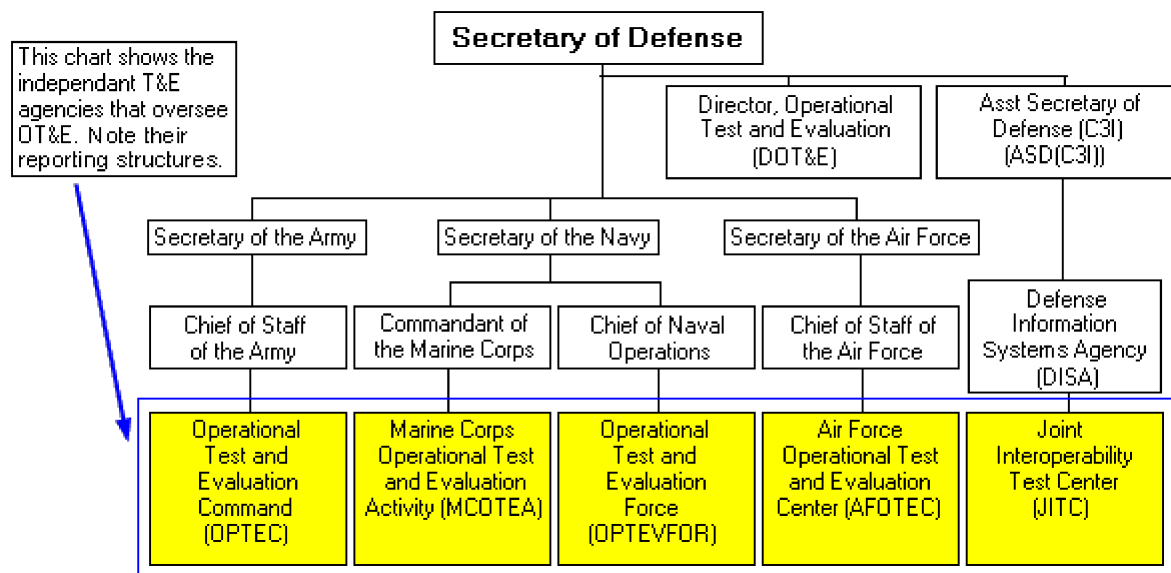 Secretary of Defense
This chart shows the
independant T&E
agencies that oversee
OT&E. Note their
reporting structures.
Director, Operational
Test and Evaluation
(DOT&E)
Asst Secretary of
Defense (C3I)
(ASD(C3I))
Secretary of the Army
Secretary of the Navy
Secretary of the Air Force
Chief of Staff
of the Army
Commandant of
the Marine Corps
Chief of Naval
Operations
Chief of Staff of
the Air Force
Defense
Information
Systems Agency
(DISA)
Operational
Test and
Evaluation
Command
(OPTEC)
Marine Corps
Operational Test
and Evaluation
Activity (MCOTEA)
Operational
Test and
Evaluation
Force
(OPTEVFOR)
Air Force
Operational Test
and Evaluation
Center (AFOTEC)
Joint
Interoperability
Test Center
(JITC)